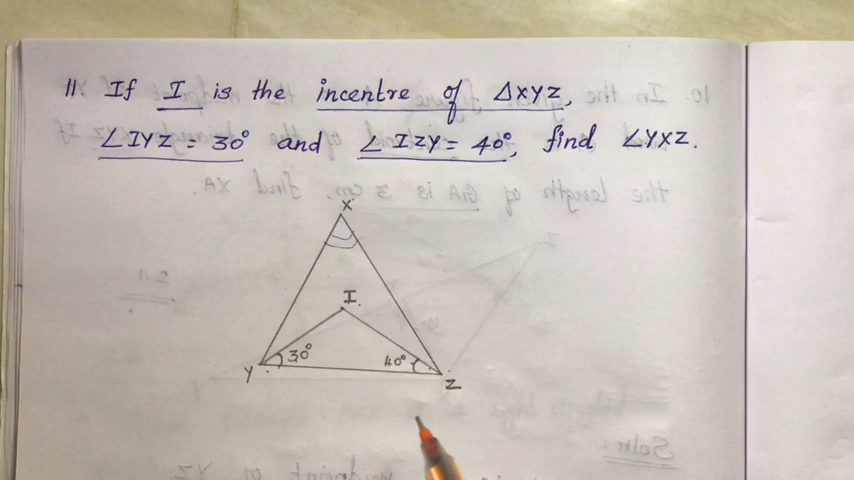 11. If I is the incentre of ΔXYZ,
∠IYZ = 30° and ∠IZY = 40°, find ∠YXZ.
X
I
30°
40°
Y
Z